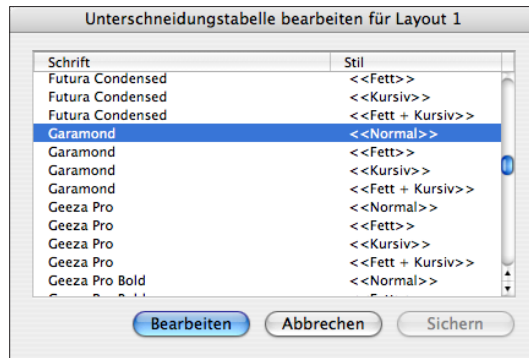 Unterschneidungstabelle bearbeiten für Layout 1
Schrift Stil
Futura Condensed <<Fett>>
Futura Condensed <<Kursiv>>
Futura Condensed <<Fett + Kursiv>>
Garamond <<Normal>>
Garamond <<Fett>>
Garamond <<Kursiv>>
Garamond <<Fett + Kursiv>>
Geeza Pro <<Normal>>
Geeza Pro <<Fett>>
Geeza Pro <<Kursiv>>
Geeza Pro <<Fett + Kursiv>>
Geeza Pro Bold <<Normal>>
Bearbeiten Abbrechen Sichern